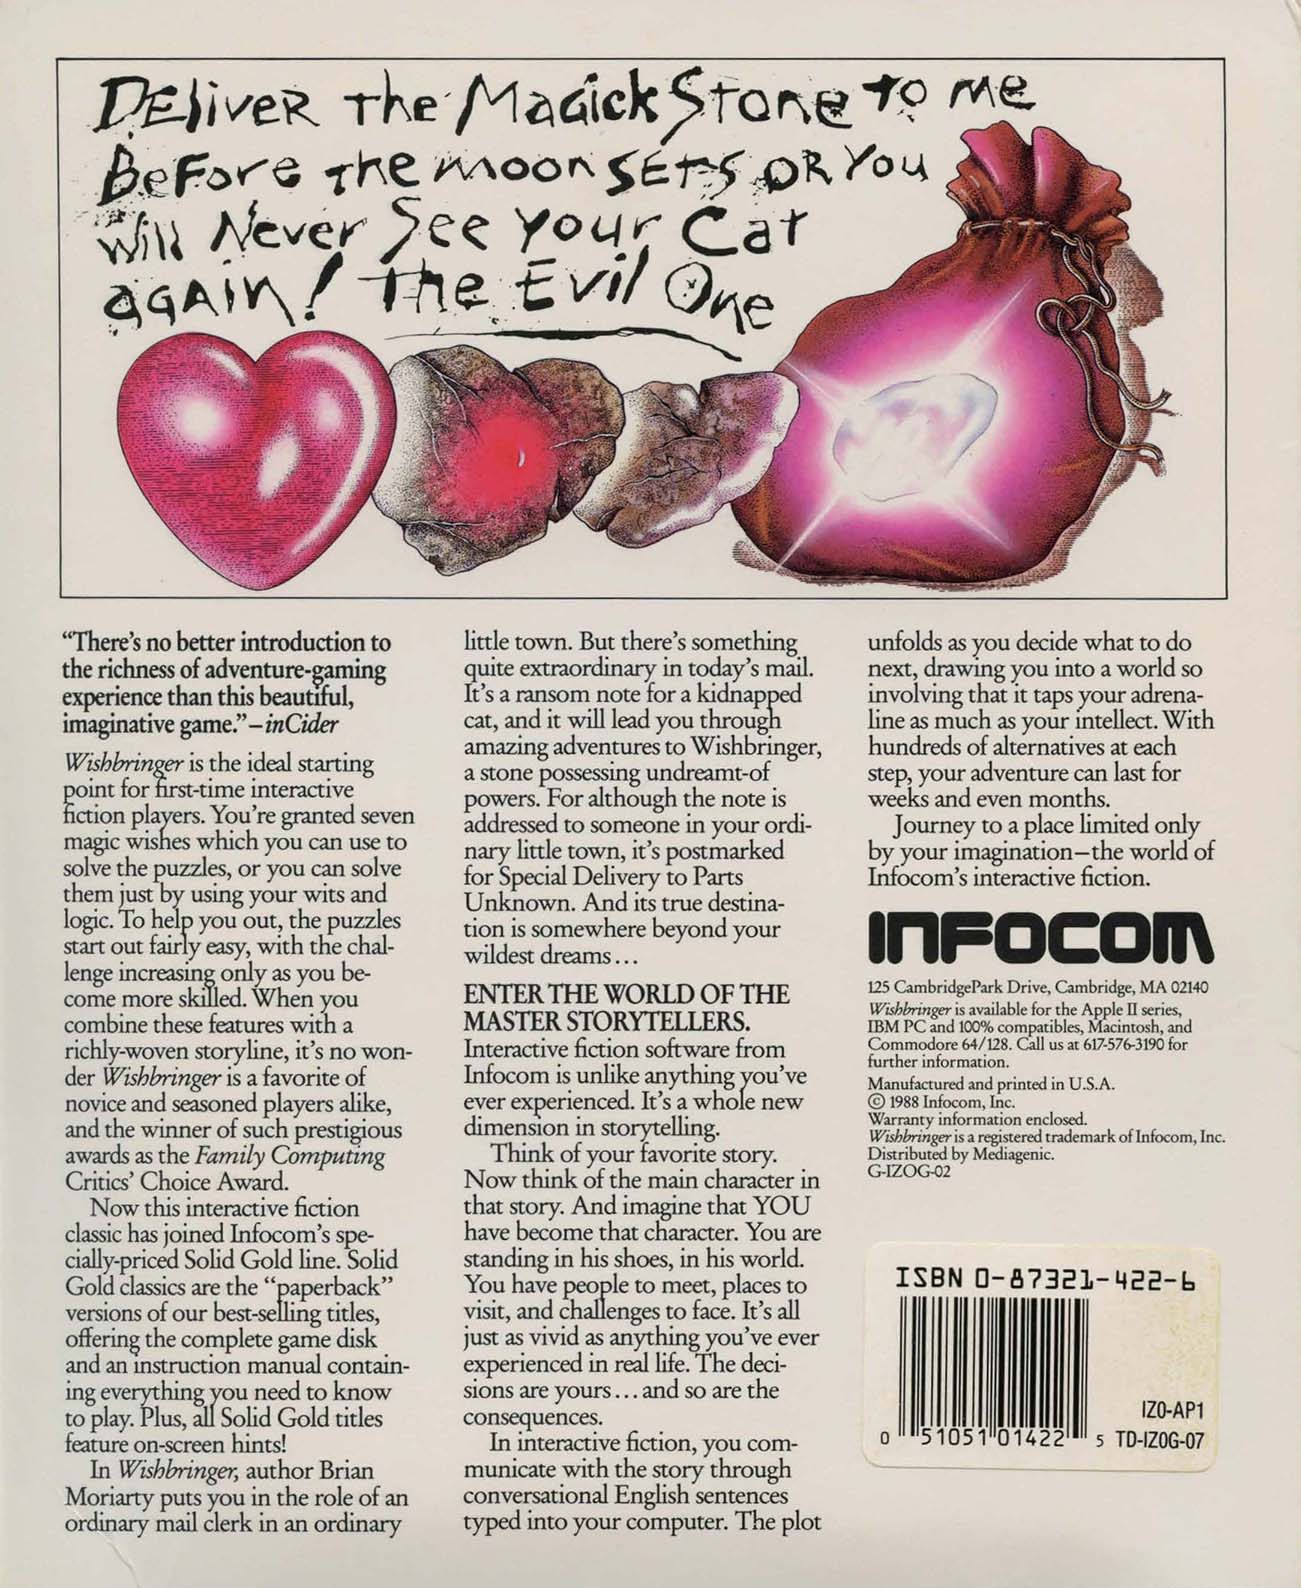 Deliver the Magick Stone to me
Before the moon sets or you
will Never See your Cat
again! The Evil One
“There’s no better introduction to
the richness of adventure-gaming
experience than this beautiful,
imaginative game.”–inCider
Wishbringer is the ideal starting
point for first-time interactive
fiction players. You’re granted seven
magic wishes which you can use to
solve the puzzles, or you can solve
them just by using your wits and
logic. To help you out, the puzzles
start out fairly easy, with the chal-
lenge increasing only as you be-
come more skilled. When you
combine these features with a
richly-woven storyline, it’s no won-
der Wishbringer is a favorite of
novice and seasoned players alike,
and the winner of such prestigious
awards as the Family Computing
Critics’ Choice Award.
Now this interactive fiction
classic has joined Infocom’s spe-
cially-priced Solid Gold line. Solid
Gold classics are the “paperback”
versions of our best-selling titles,
offering the complete game disk
and an instruction manual contain-
ing everything you need to know
to play. Plus, all Solid Gold titles
feature on-screen hints!
In Wishbringer, author Brian
Moriarty puts you in the role of an
ordinary mail clerk in an ordinary
little town. But there’s something
quite extraordinary in today’s mail.
It’s a ransom note for a kidnapped
cat, and it will lead you through
amazing adventures to Wishbringer,
a stone possessing undreamt-of
powers. For although the note is
addressed to someone in your ordi-
nary little town, it’s postmarked
for Special Delivery to Parts
Unknown. And its true destina-
tion is somewhere beyond your
wildest dreams...
ENTER THE WORLD OF THE
MASTER STORYTELLERS.
Interactive fiction software from
Infocom is unlike anything you’ve
ever experienced. It’s a whole new
dimension in storytelling.
Think of your favorite story.
Now think of the main character in
that story. And imagine that YOU
have become that character. You are
standing in his shoes, in his world.
You have people to meet, places to
visit, and challenges to face. It’s all
just as vivid as anything you’ve ever
experienced in real life. The deci-
sions are yours...and so are the
consequences.
In interactive fiction, you com-
municate with the story through
conversational English sentences
typed into your computer. The plot
unfolds as you decide what to do
next, drawing you into a world so
involving that it taps your adrena-
line as much as your intellect. With
hundreds of alternatives at each
step, your adventure can last for
weeks and even months.
Journey to a place limited only
by your imagination–the world of
Infocom’s interactive fiction.
INFOCOM
125 CambridgePark Drive, Cambridge, MA 02140
Wishbringer is available for the Apple II series,
IBM PC and 100% compatibles, Macintosh, and
Commodore 64/128. Call us at 617-576-3190 for
further information.
Manufactured and printed in U.S.A.
© 1988 Infocom, Inc.
Warranty information enclosed.
Wishbringer is a registered trademark of Infocom, Inc.
Distributed by Mediagenic.
G-IZOG-02
ISBN 0-87321-422-6
IZ0-AP1
0 51051 01422 5 TD-IZ0G-07